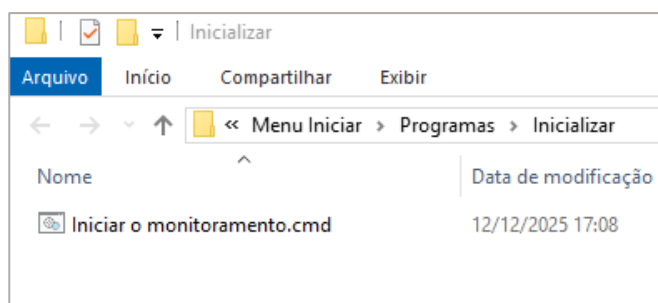 Inicializar
Arquivo Início Compartilhar Exibir
« Menu Iniciar > Programas > Inicializar
Nome Data de modificação
Iniciar o monitoramento.cmd 12/12/2025 17:08